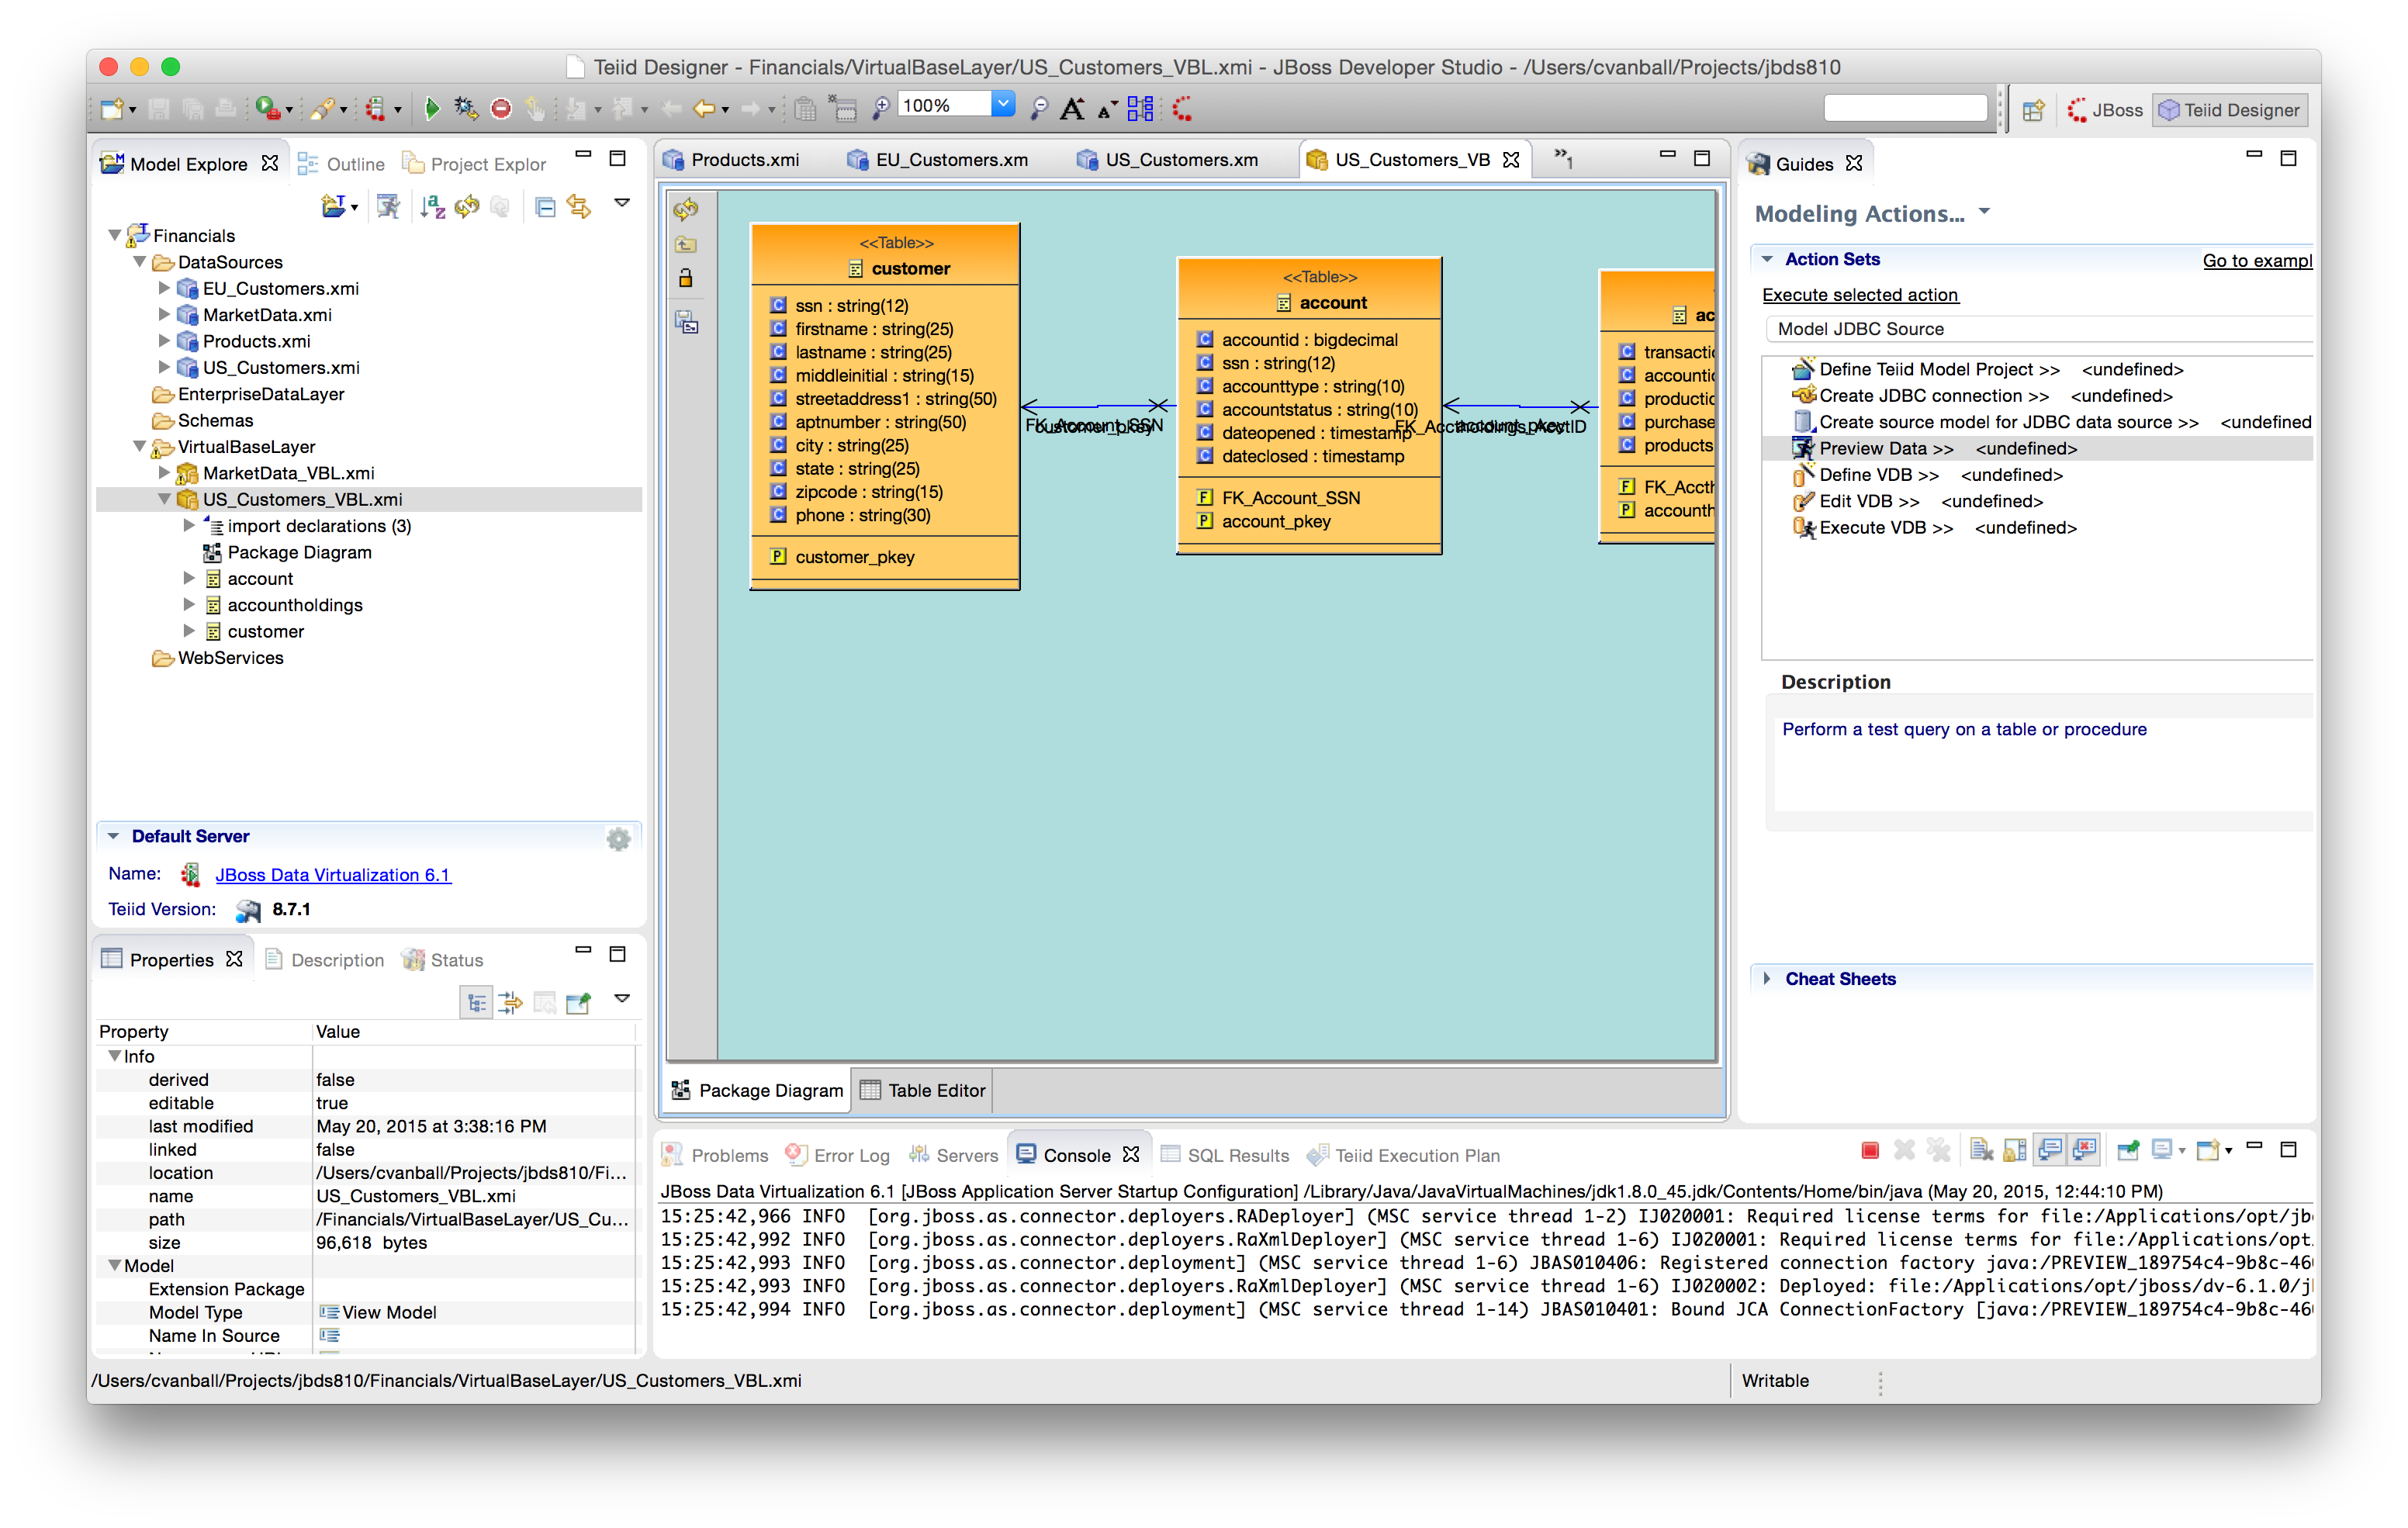 Teiid Designer - Financials/VirtualBaseLayer/US_Customers_VBL.xmi - JBoss Developer Studio - /Users/cvanball/Projects/jbds810
100%
JBoss
Teiid Designer
Model Explore
Outline
Project Explor
Financials
DataSources
EU_Customers.xmi
MarketData.xmi
Products.xmi
US_Customers.xmi
EnterpriseDataLayer
Schemas
VirtualBaseLayer
MarketData_VBL.xmi
US_Customers_VBL.xmi
import declarations (3)
Package Diagram
account
accountholdings
customer
WebServices
Default Server
Name: JBoss Data Virtualization 6.1
Teiid Version: 8.7.1
Properties
Description
Status
Property Value
Info
derived false
editable true
last modified May 20, 2015 at 3:38:16 PM
linked false
location /Users/cvanball/Projects/jbds810/Fi...
name US_Customers_VBL.xmi
path /Financials/VirtualBaseLayer/US_Cu...
size 96,618 bytes
Model
Extension Package
Model Type View Model
Name In Source
Products.xmi
EU_Customers.xm
US_Customers.xm
US_Customers_VB
»1
<<Table>>
customer
ssn : string(12)
firstname : string(25)
lastname : string(25)
middleinitial : string(15)
streetaddress1 : string(50)
aptnumber : string(50)
city : string(25)
state : string(25)
zipcode : string(15)
phone : string(30)
customer_pkey
FK_Account_SSN
customer_pkey
<<Table>>
account
accountid : bigdecimal
ssn : string(12)
accounttype : string(10)
accountstatus : string(10)
dateopened : timestamp
dateclosed : timestamp
FK_Account_SSN
account_pkey
FK_Acctholdings_AcctID
account_pkey
ac
transactio
accountic
productic
purchase
products
FK_Accth
accounth
Package Diagram
Table Editor
Guides
Modeling Actions...
Action Sets
Go to exampl
Execute selected action
Model JDBC Source
Define Teiid Model Project >> <undefined>
Create JDBC connection >> <undefined>
Create source model for JDBC data source >> <undefined
Preview Data >> <undefined>
Define VDB >> <undefined>
Edit VDB >> <undefined>
Execute VDB >> <undefined>
Description
Perform a test query on a table or procedure
Cheat Sheets
Problems
Error Log
Servers
Console
SQL Results
Teiid Execution Plan
JBoss Data Virtualization 6.1 [JBoss Application Server Startup Configuration] /Library/Java/JavaVirtualMachines/jdk1.8.0_45.jdk/Contents/Home/bin/java (May 20, 2015, 12:44:10 PM)
15:25:42,966 INFO [org.jboss.as.connector.deployers.RADeployer] (MSC service thread 1-2) IJ020001: Required license terms for file:/Applications/opt/jb
15:25:42,992 INFO [org.jboss.as.connector.deployers.RaXmlDeployer] (MSC service thread 1-6) IJ020001: Required license terms for file:/Applications/opt
15:25:42,993 INFO [org.jboss.as.connector.deployment] (MSC service thread 1-6) JBAS010406: Registered connection factory java:/PREVIEW_189754c4-9b8c-46
15:25:42,993 INFO [org.jboss.as.connector.deployers.RaXmlDeployer] (MSC service thread 1-6) IJ020002: Deployed: file:/Applications/opt/jboss/dv-6.1.0/j
15:25:42,994 INFO [org.jboss.as.connector.deployment] (MSC service thread 1-14) JBAS010401: Bound JCA ConnectionFactory [java:/PREVIEW_189754c4-9b8c-46
/Users/cvanball/Projects/jbds810/Financials/VirtualBaseLayer/US_Customers_VBL.xmi
Writable